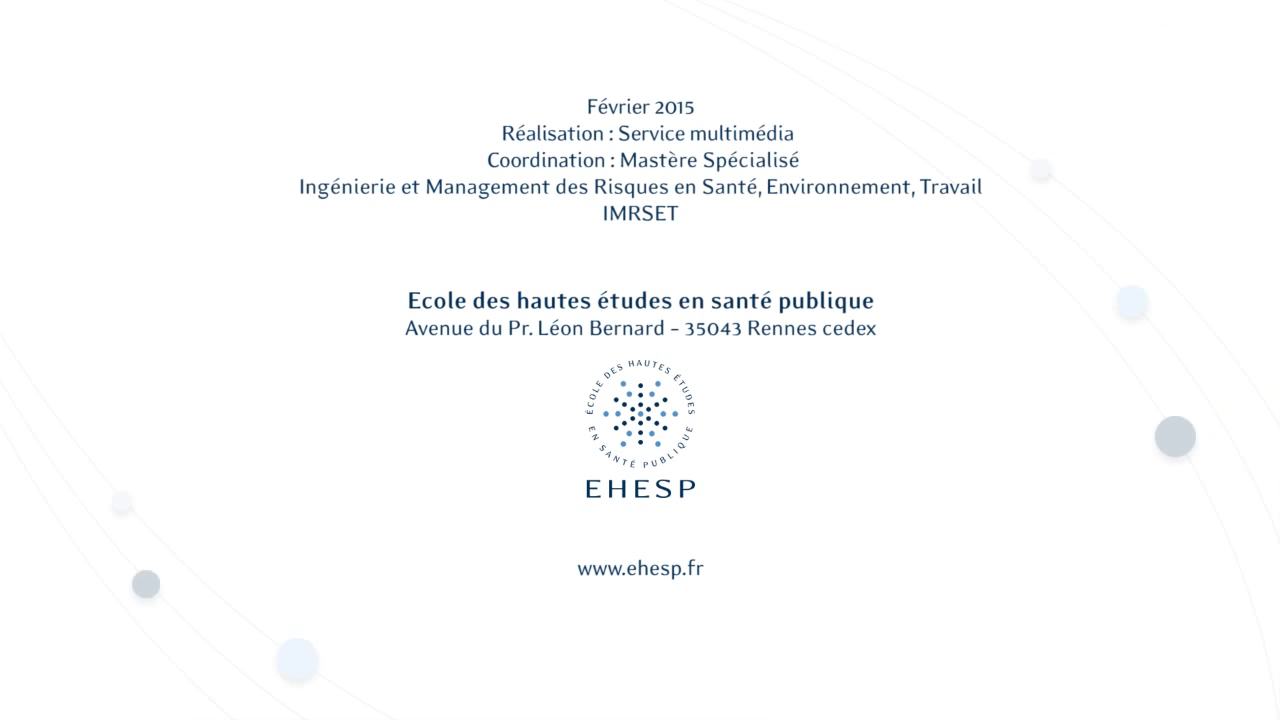 Février 2015
Réalisation : Service multimédia
Coordination : Mastère Spécialisé
Ingénierie et Management des Risques en Santé, Environnement, Travail
IMRSET
Ecole des hautes études en santé publique
Avenue du Pr. Léon Bernard - 35043 Rennes cedex
ÉCOLE DES HAUTES ÉTUDES
EN SANTÉ PUBLIQUE
EHESP
www.ehesp.fr